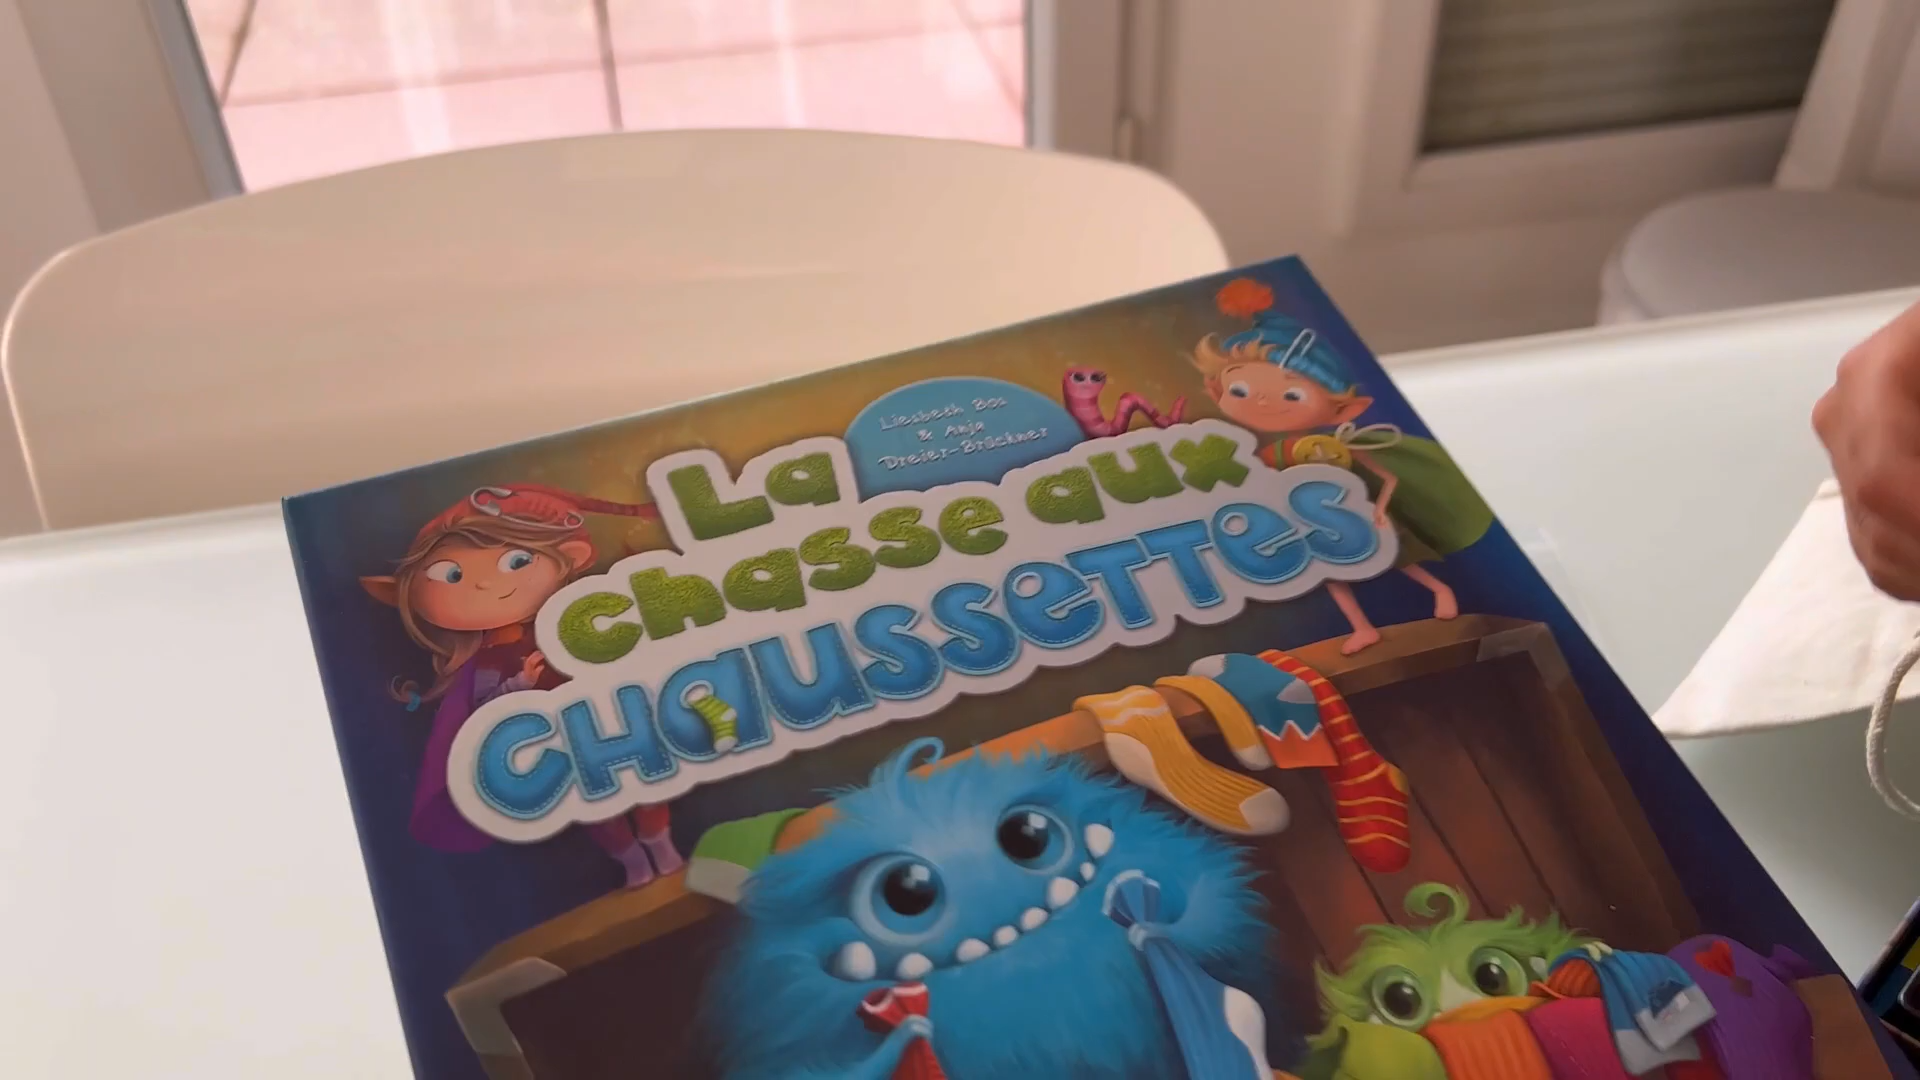 Liesbeth Bos
& Anja
Dreier-Brückner
La
chasse aux
CHaussettes